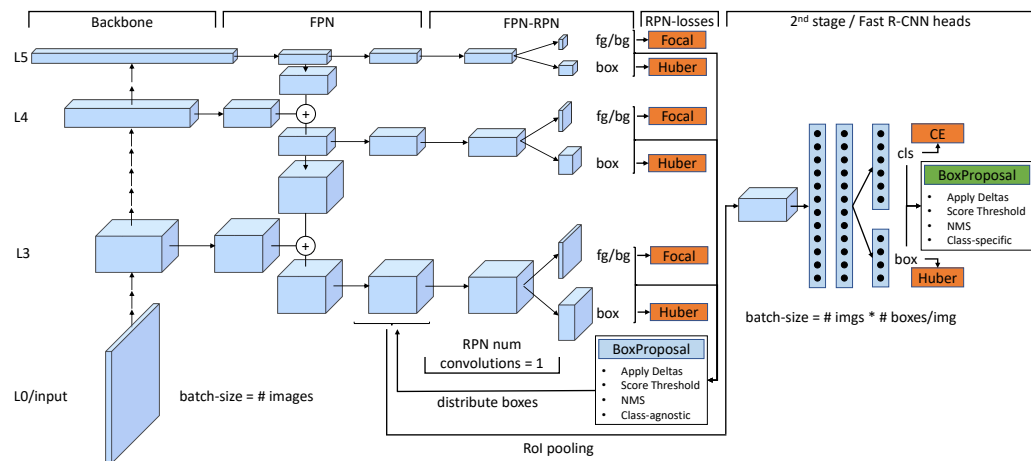 Backbone
FPN
FPN-RPN
RPN-losses
2nd stage / Fast R-CNN heads
L5
fg/bg
Focal
box
Huber
L4
fg/bg
Focal
box
Huber
+
cls
CE
BoxProposal
• Apply Deltas
• Score Threshold
• NMS
• Class-specific
box
Huber
L3
+
fg/bg
Focal
box
Huber
batch-size = # imgs * # boxes/img
RPN num
convolutions = 1
BoxProposal
• Apply Deltas
• Score Threshold
• NMS
• Class-agnostic
L0/input
batch-size = # images
distribute boxes
RoI pooling